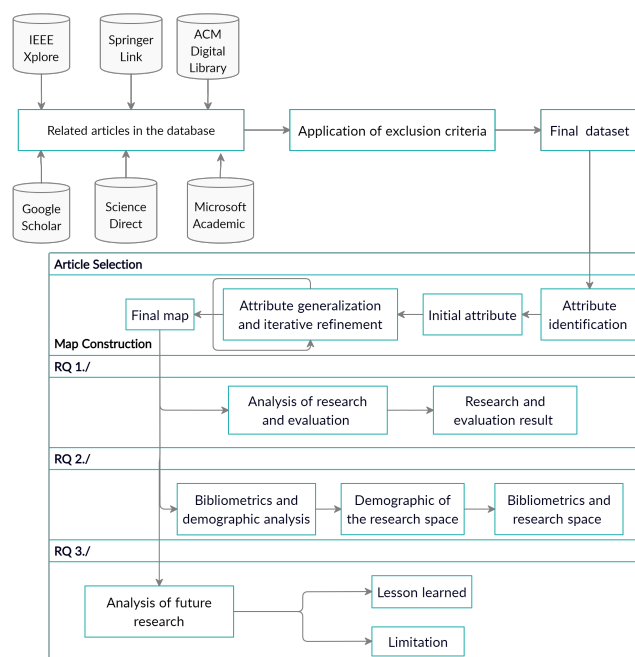 IEEE
Xplore
Springer
Link
ACM
Digital
Library
Related articles in the database
Application of exclusion criteria
Final dataset
Google
Scholar
Science
Direct
Microsoft
Academic
Article Selection
Final map
Attribute generalization
and iterative refinement
Initial attribute
Attribute
identification
Map Construction
RQ 1./
Analysis of research
and evaluation
Research and
evaluation result
RQ 2./
Bibliometrics and
demographic analysis
Demographic of
the research space
Bibliometrics and
research space
RQ 3./
Analysis of future
research
Lesson learned
Limitation